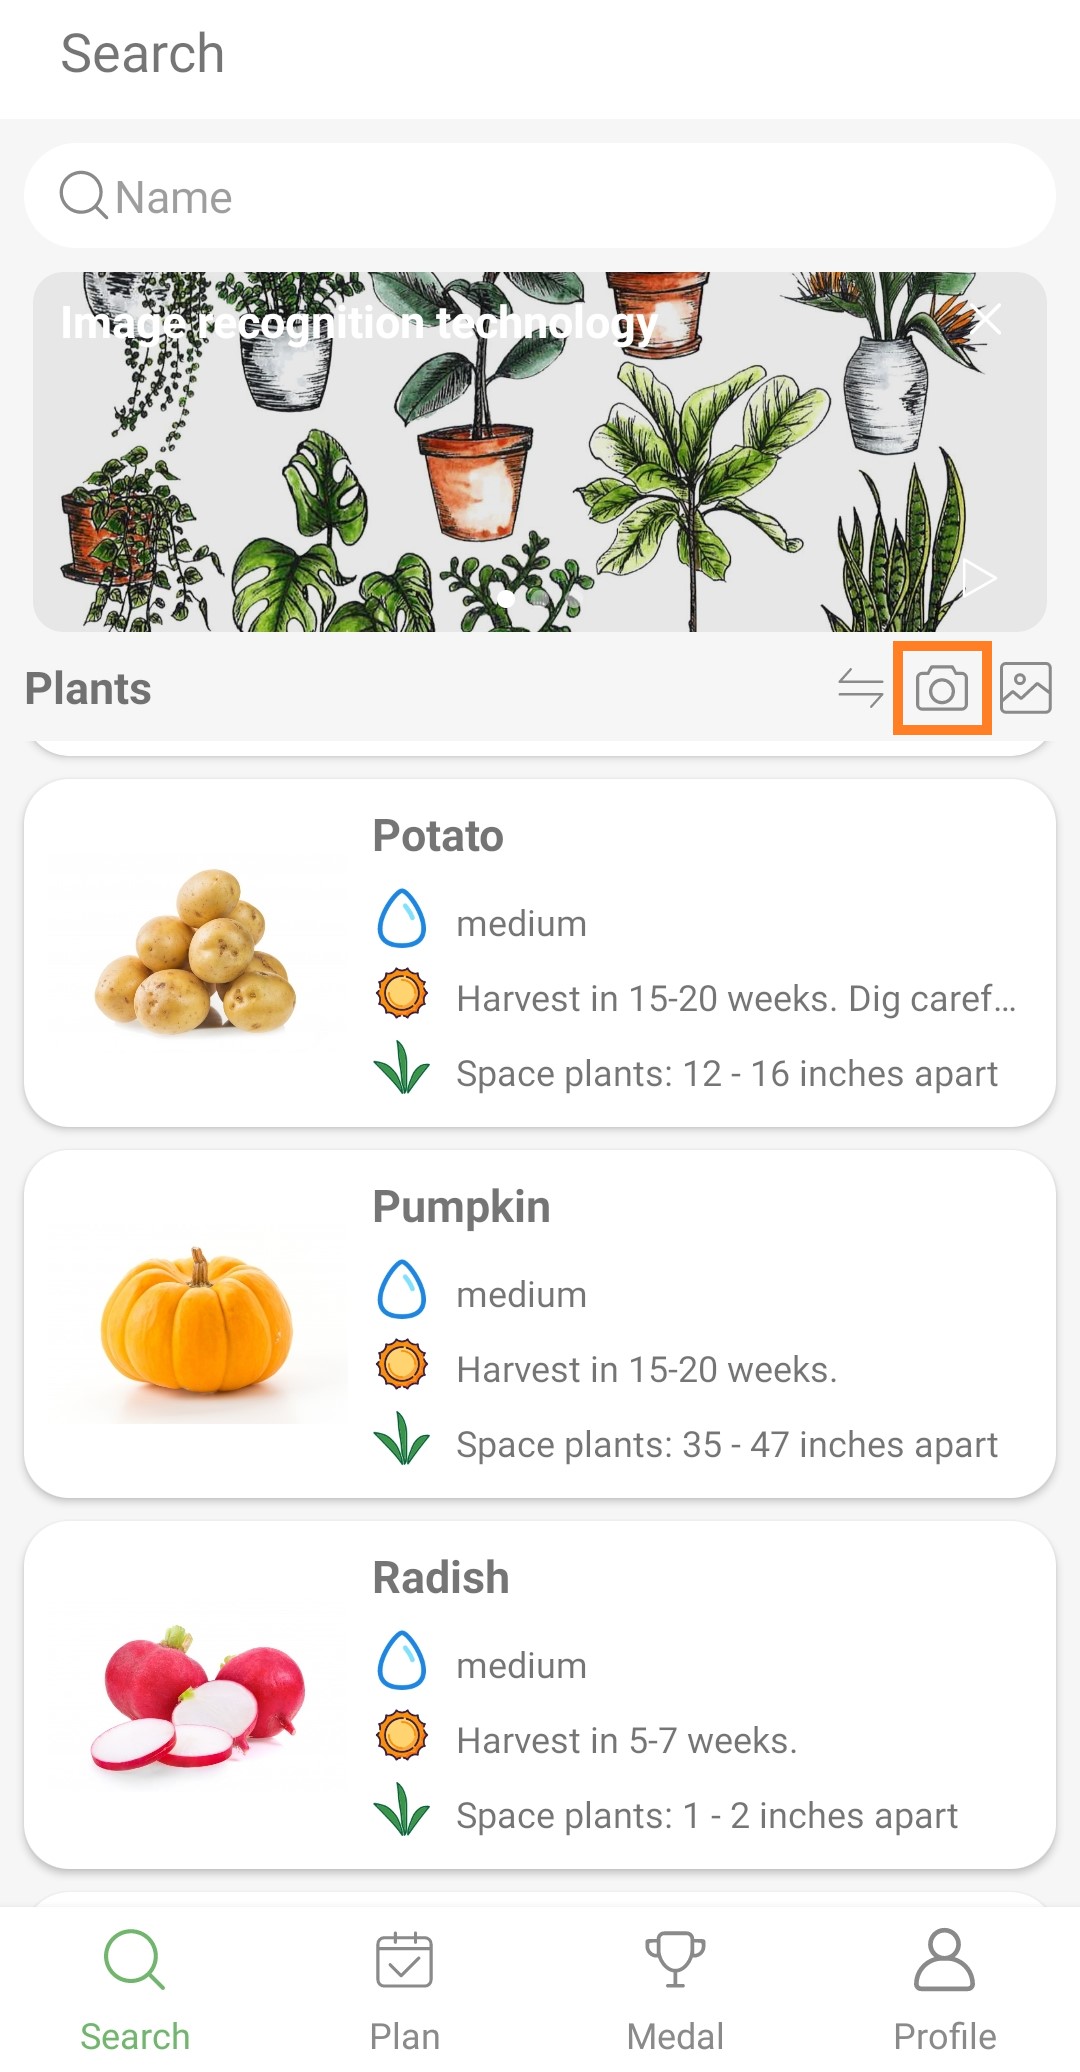 Search
Name
Image recognition technology
Plants
Potato
medium
Harvest in 15-20 weeks. Dig caref...
Space plants: 12 - 16 inches apart
Pumpkin
medium
Harvest in 15-20 weeks.
Space plants: 35 - 47 inches apart
Radish
medium
Harvest in 5-7 weeks.
Space plants: 1 - 2 inches apart
Search Plan Medal Profile